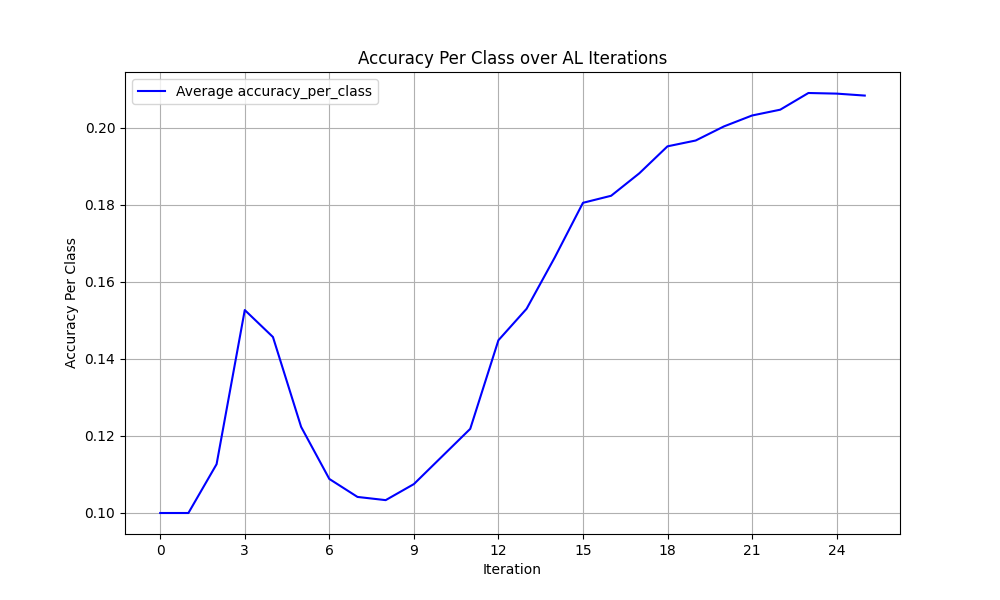 Accuracy Per Class over AL Iterations
Average accuracy_per_class
Accuracy Per Class
0.20
0.18
0.16
0.14
0.12
0.10
0 3 6 9 12 15 18 21 24
Iteration